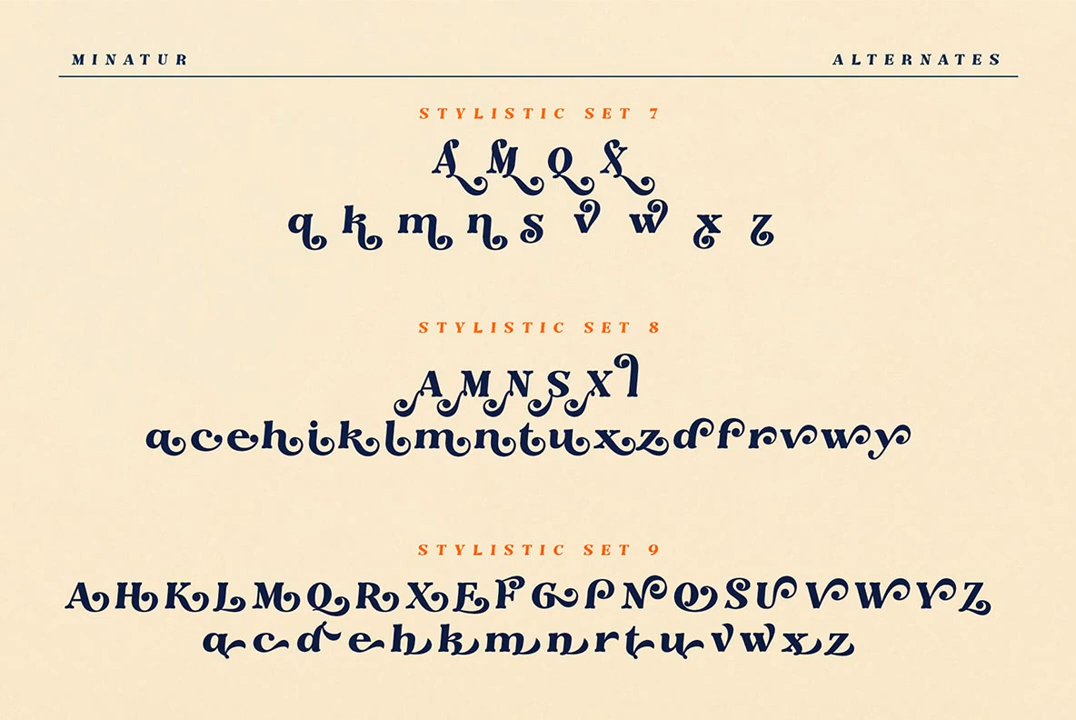 MINATUR ALTERNATES
STYLISTIC SET 7
A M Q X
q k m n s v w x z
STYLISTIC SET 8
A M N S X
a c e h i k l m n t u x z d f r v w y
STYLISTIC SET 9
A H K L M Q R X E F G P N O S U V W Y Z
a c d e h k m n r t u v w x z